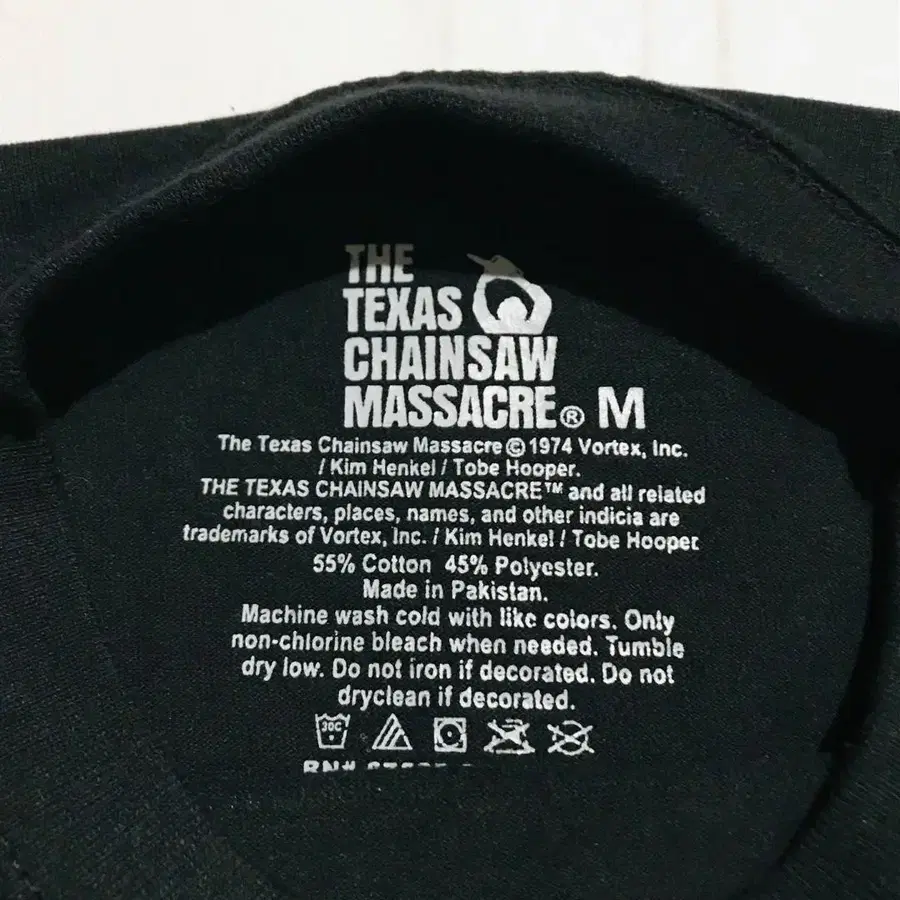 THE
TEXAS
CHAINSAW
MASSACRE® M
The Texas Chainsaw Massacre © 1974 Vortex, Inc.
/ Kim Henkel / Tobe Hooper.
THE TEXAS CHAINSAW MASSACRE™ and all related
characters, places, names, and other indicia are
trademarks of Vortex, Inc. / Kim Henkel / Tobe Hooper.
55% Cotton 45% Polyester.
Made in Pakistan.
Machine wash cold with like colors. Only
non-chlorine bleach when needed. Tumble
dry low. Do not iron if decorated. Do not
dryclean if decorated.
30C
RN#